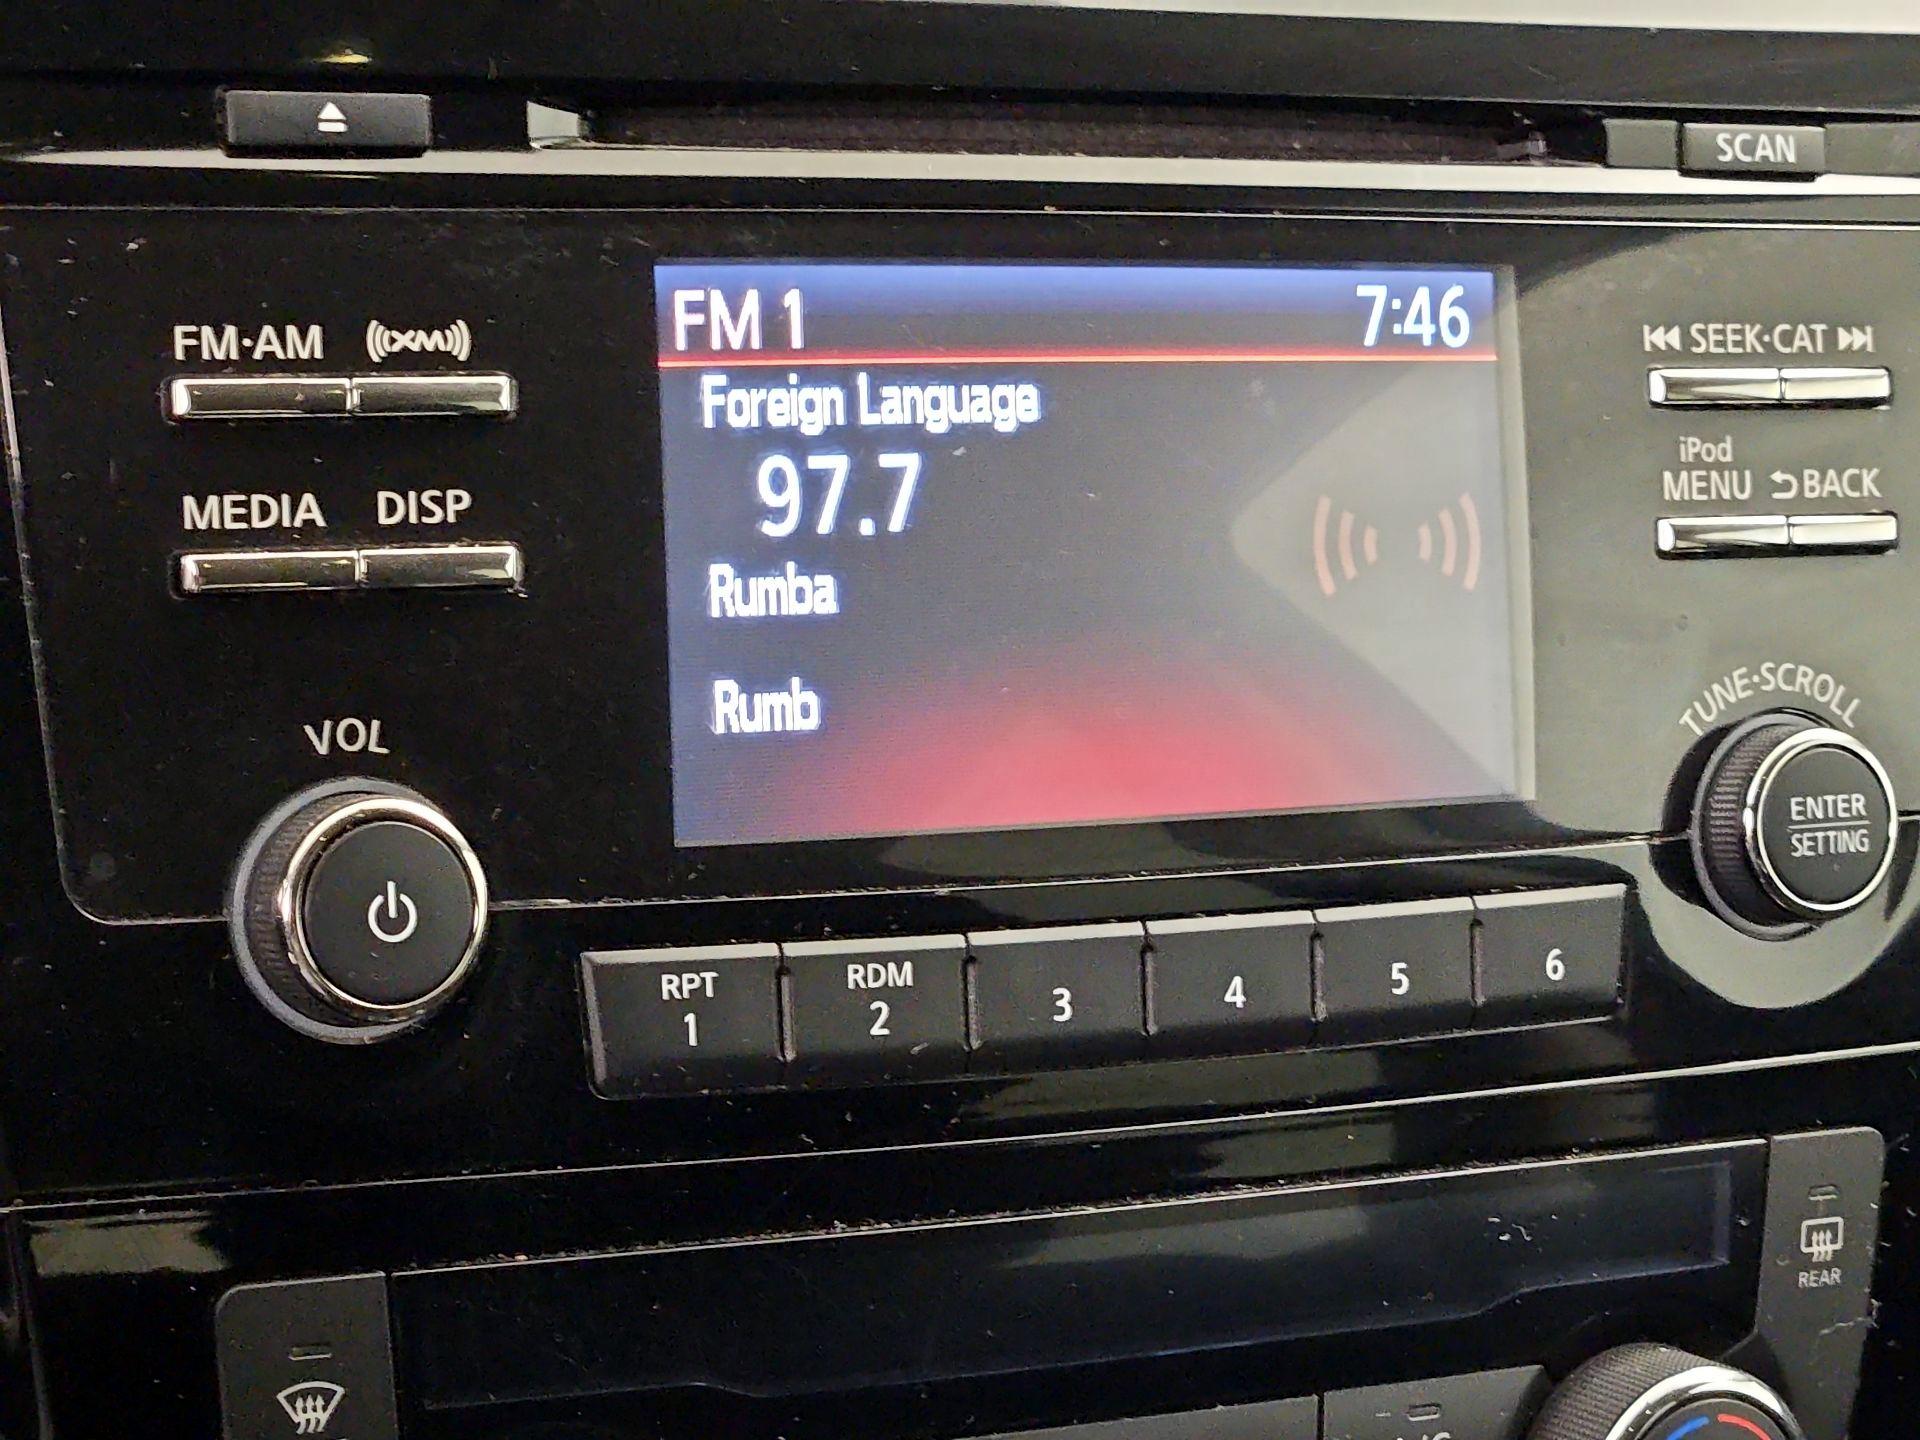 SCAN
FM 1 7:46
FM·AM XM
SEEK·CAT
Foreign Language
97.7
iPod
MENU BACK
MEDIA DISP
Rumba
Rumb
TUNE·SCROLL
VOL
ENTER
SETTING
RPT
1
RDM
2
3
4
5
6
REAR